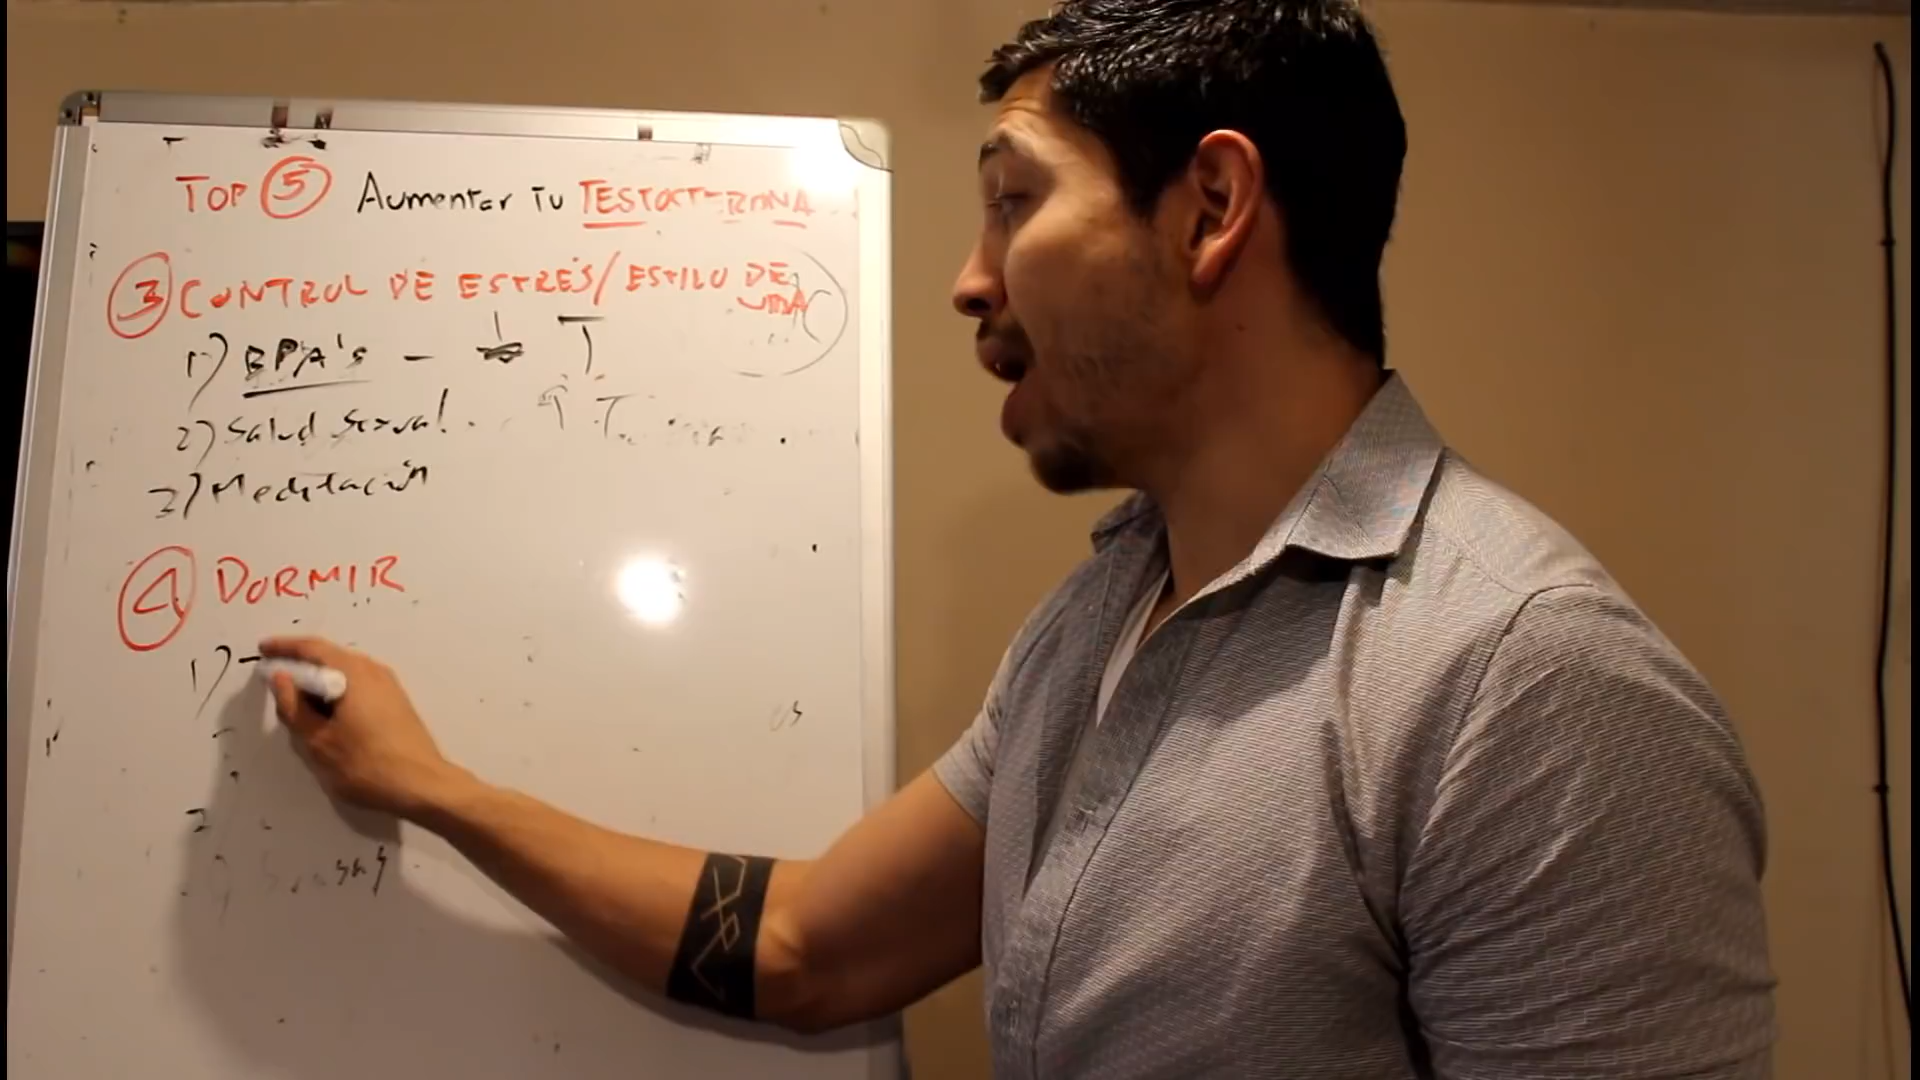 TOP 5 Aumentar Tu TESTOSTERONA
3 CONTROL DE ESTRÉS/ESTILO DE
VIDA
1) BPA's - T
2) Salud Sexual. T
3) Meditación
4 DORMIR
1)